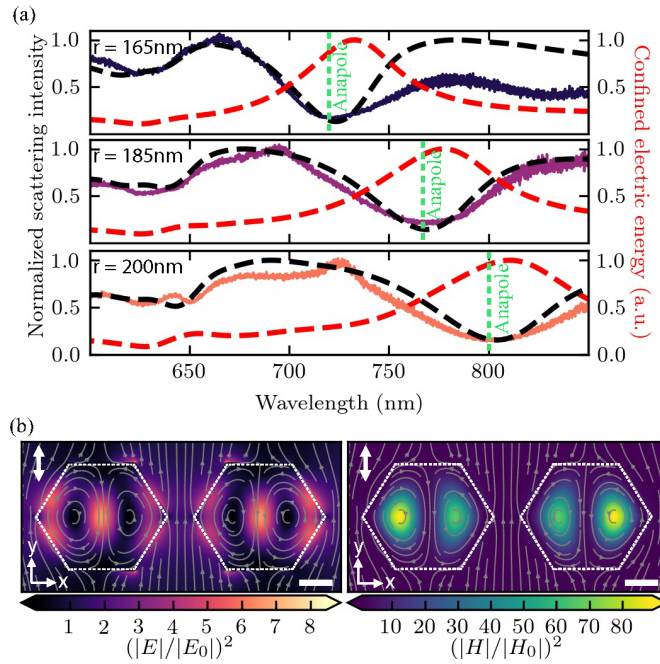 (a)
Normalized scattering intensity
Confined electric energy (a.u.)
r = 165nm
1.0
0.5
1.0
0.5
Anapole
r = 185nm
1.0
0.5
1.0
0.5
Anapole
r = 200nm
1.0
0.5
0.0
1.0
0.5
0.0
Anapole
650 700 750 800
Wavelength (nm)
(b)
y
x
y
x
1 2 3 4 5 6 7 8
(|E|/|E₀|)²
10 20 30 40 50 60 70 80
(|H|/|H₀|)²